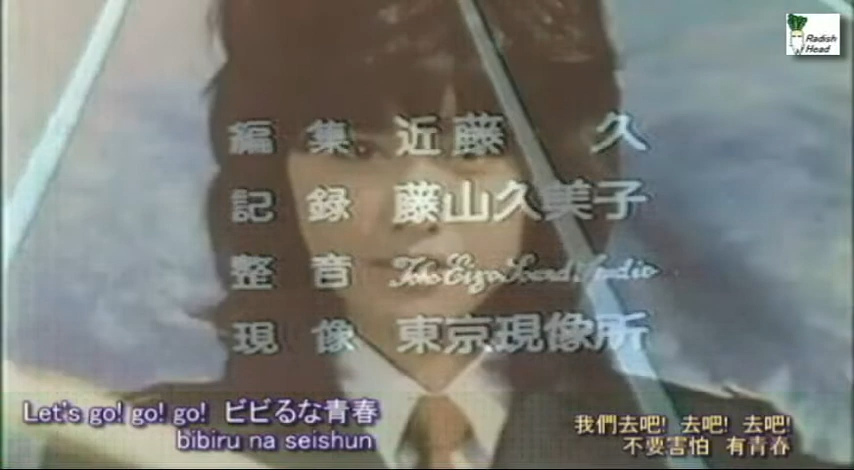 Radish
Head
編集 近藤 久
記録 藤山久美子
整音 Toho Eizo Sound Studio
現像 東京現像所
Let's go! go! go! ビビるな青春
bibiru na seishun
我們去吧! 去吧! 去吧!
不要害怕 有青春